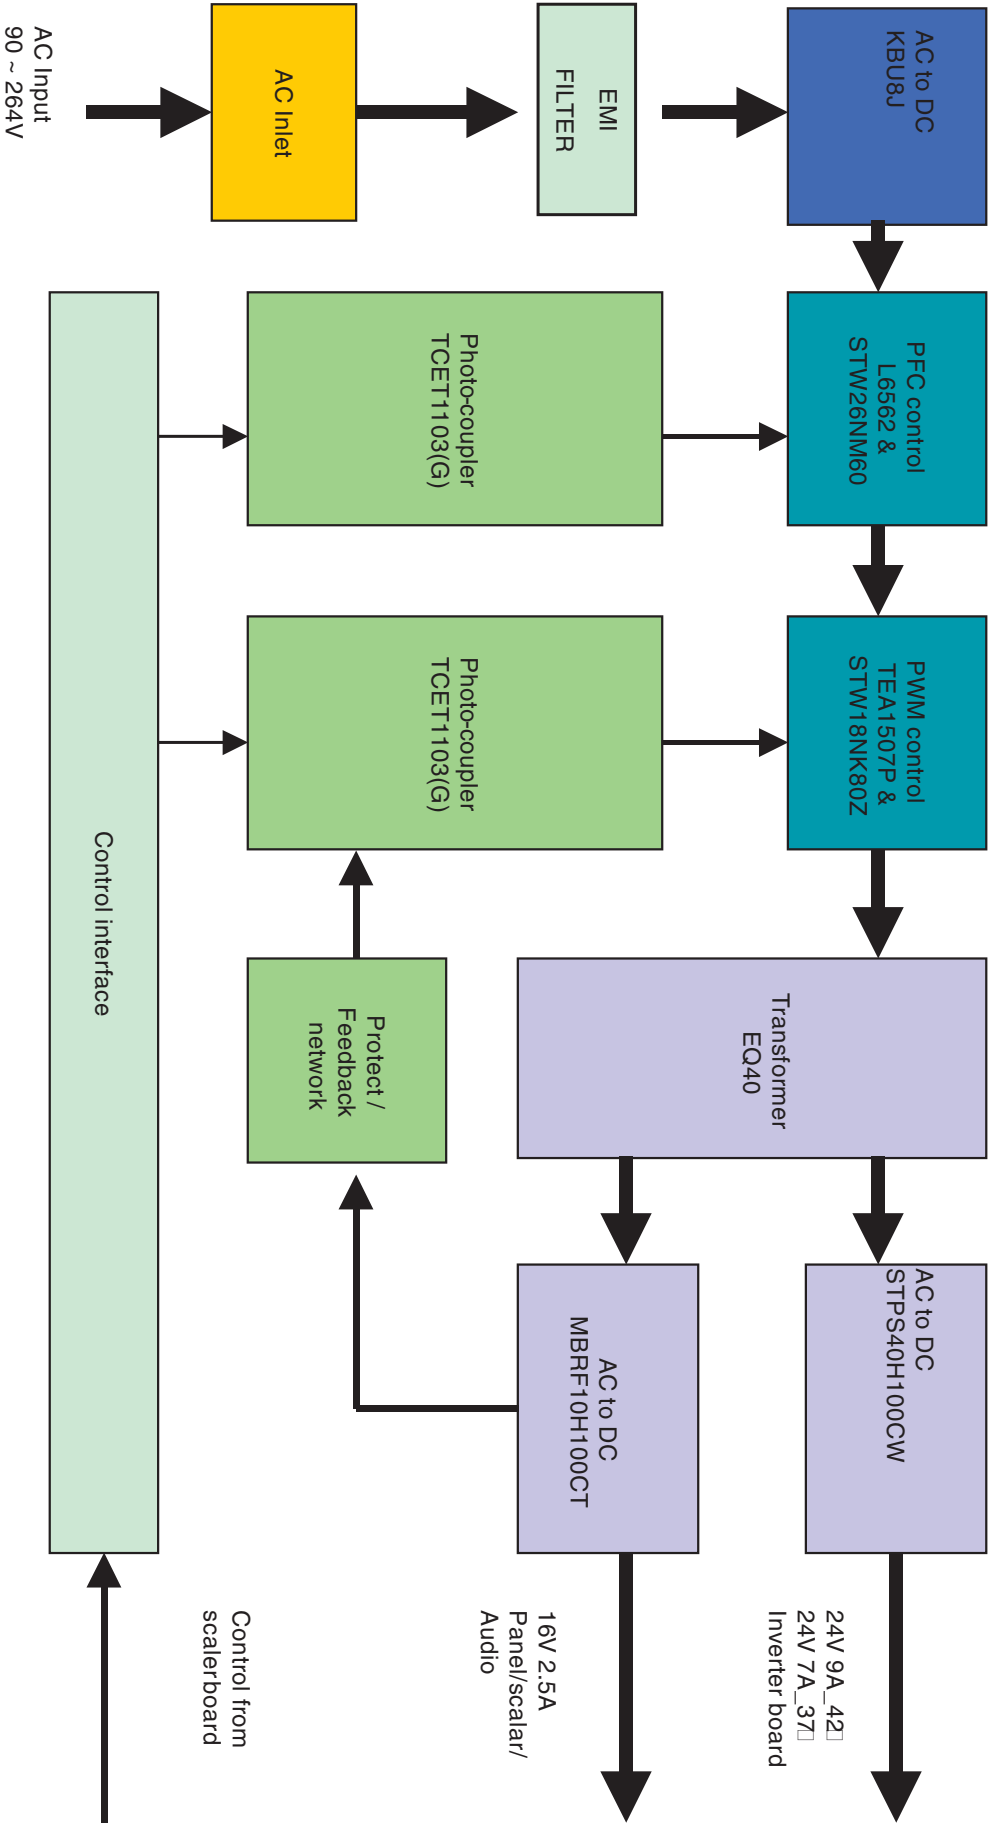 AC Input
90 ~ 264V
AC Inlet
EMI
FILTER
AC to DC
KBU8J
PFC control
L6562 &
STW26NM60
PWM control
TEA1507P &
STW18NK80Z
Photo-coupler
TCET1103(G)
Photo-coupler
TCET1103(G)
Transformer
EQ40
Protect /
Feedback
network
AC to DC
STPS40H100CW
AC to DC
MBRF10H100CT
24V 9A_42□
24V 7A_37□
Inverter board
16V 2.5A
Panel/scalar/
Audio
Control interface
Control from
scalerboard